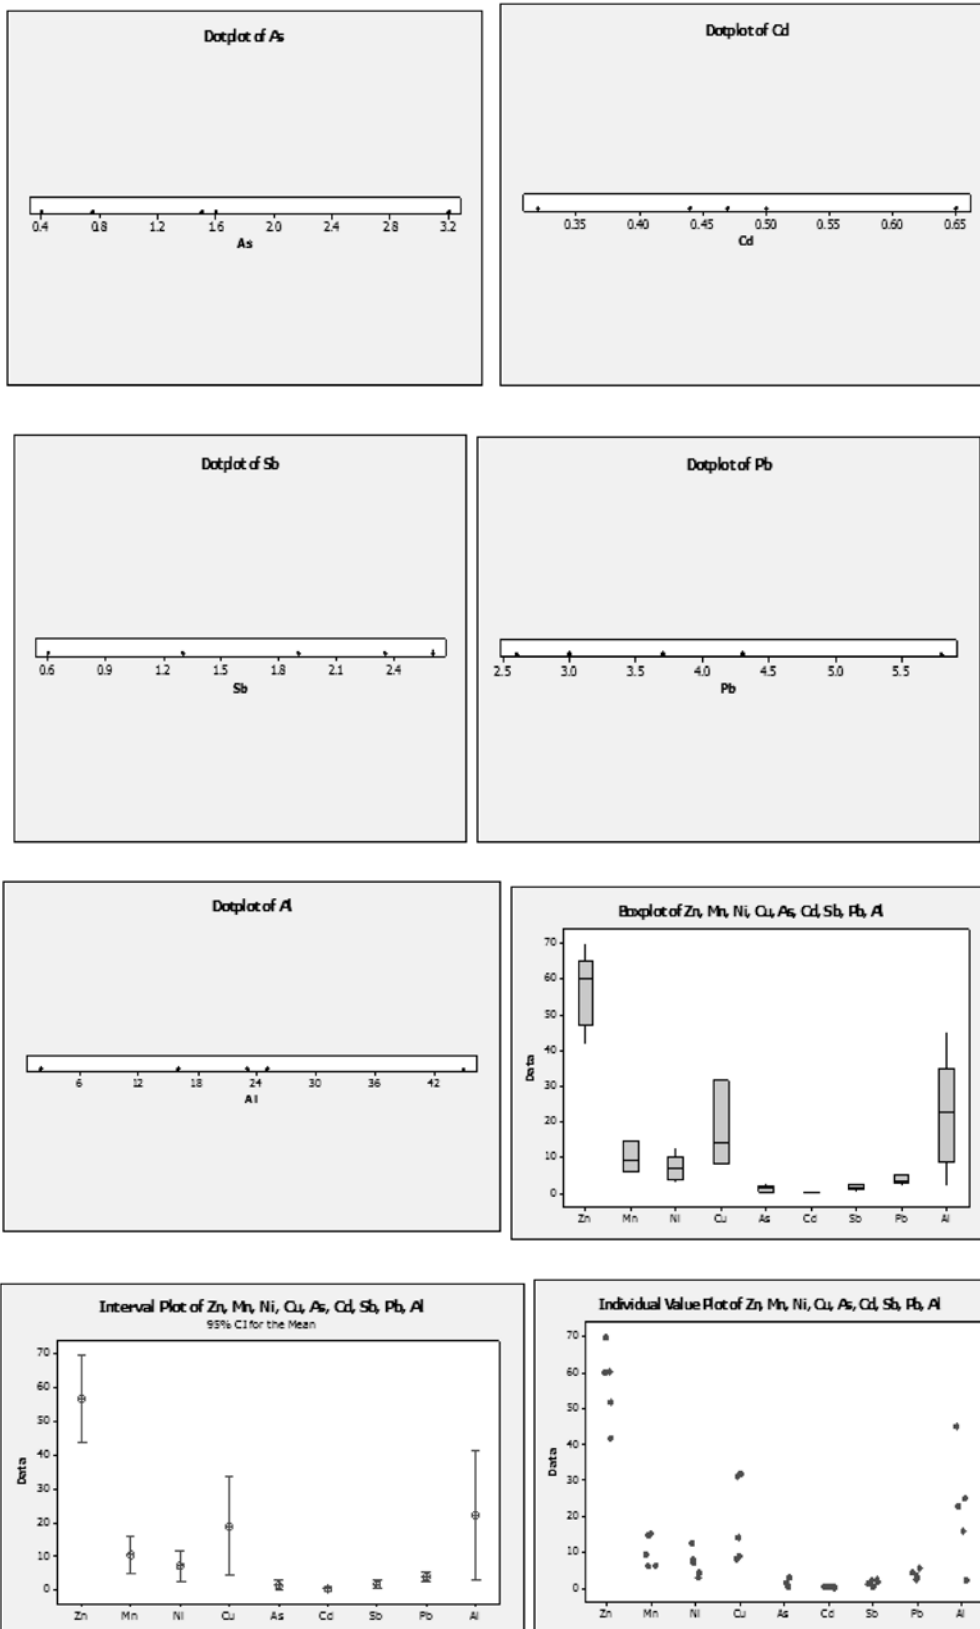 Dotplot of As
0.4 0.8 1.2 1.6 2.0 2.4 2.8 3.2
As
Dotplot of Cd
0.35 0.40 0.45 0.50 0.55 0.60 0.65
Cd
Dotplot of Sb
0.6 0.9 1.2 1.5 1.8 2.1 2.4
Sb
Dotplot of Pb
2.5 3.0 3.5 4.0 4.5 5.0 5.5
Pb
Dotplot of Al
6 12 18 24 30 36 42
Al
Boxplot of Zn, Mn, Ni, Cu, As, Cd, Sb, Pb, Al
70
60
50
40
30
20
10
0
Data
Zn Mn Ni Cu As Cd Sb Pb Al
Interval Plot of Zn, Mn, Ni, Cu, As, Cd, Sb, Pb, Al
95% CI for the Mean
70
60
50
40
30
20
10
0
Data
Zn Mn Ni Cu As Cd Sb Pb Al
Individual Value Plot of Zn, Mn, Ni, Cu, As, Cd, Sb, Pb, Al
70
60
50
40
30
20
10
0
Data
Zn Mn Ni Cu As Cd Sb Pb Al